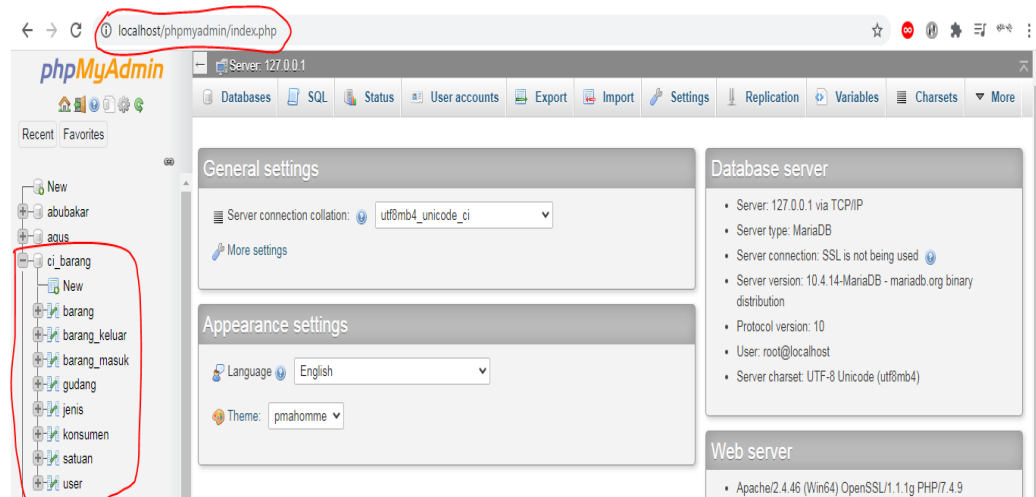 localhost/phpmyadmin/index.php
phpMyAdmin
Recent Favorites
New
abubakar
agus
ci_barang
New
barang
barang_keluar
barang_masuk
gudang
jenis
konsumen
satuan
user
Server: 127.0.0.1
Databases SQL Status User accounts Export Import Settings Replication Variables Charsets More
General settings
Server connection collation: utf8mb4_unicode_ci
More settings
Appearance settings
Language English
Theme: pmahomme
Database server
Server: 127.0.0.1 via TCP/IP
Server type: MariaDB
Server connection: SSL is not being used
Server version: 10.4.14-MariaDB - mariadb.org binary
distribution
Protocol version: 10
User: root@localhost
Server charset: UTF-8 Unicode (utf8mb4)
Web server
Apache/2.4.46 (Win64) OpenSSL/1.1.1g PHP/7.4.9